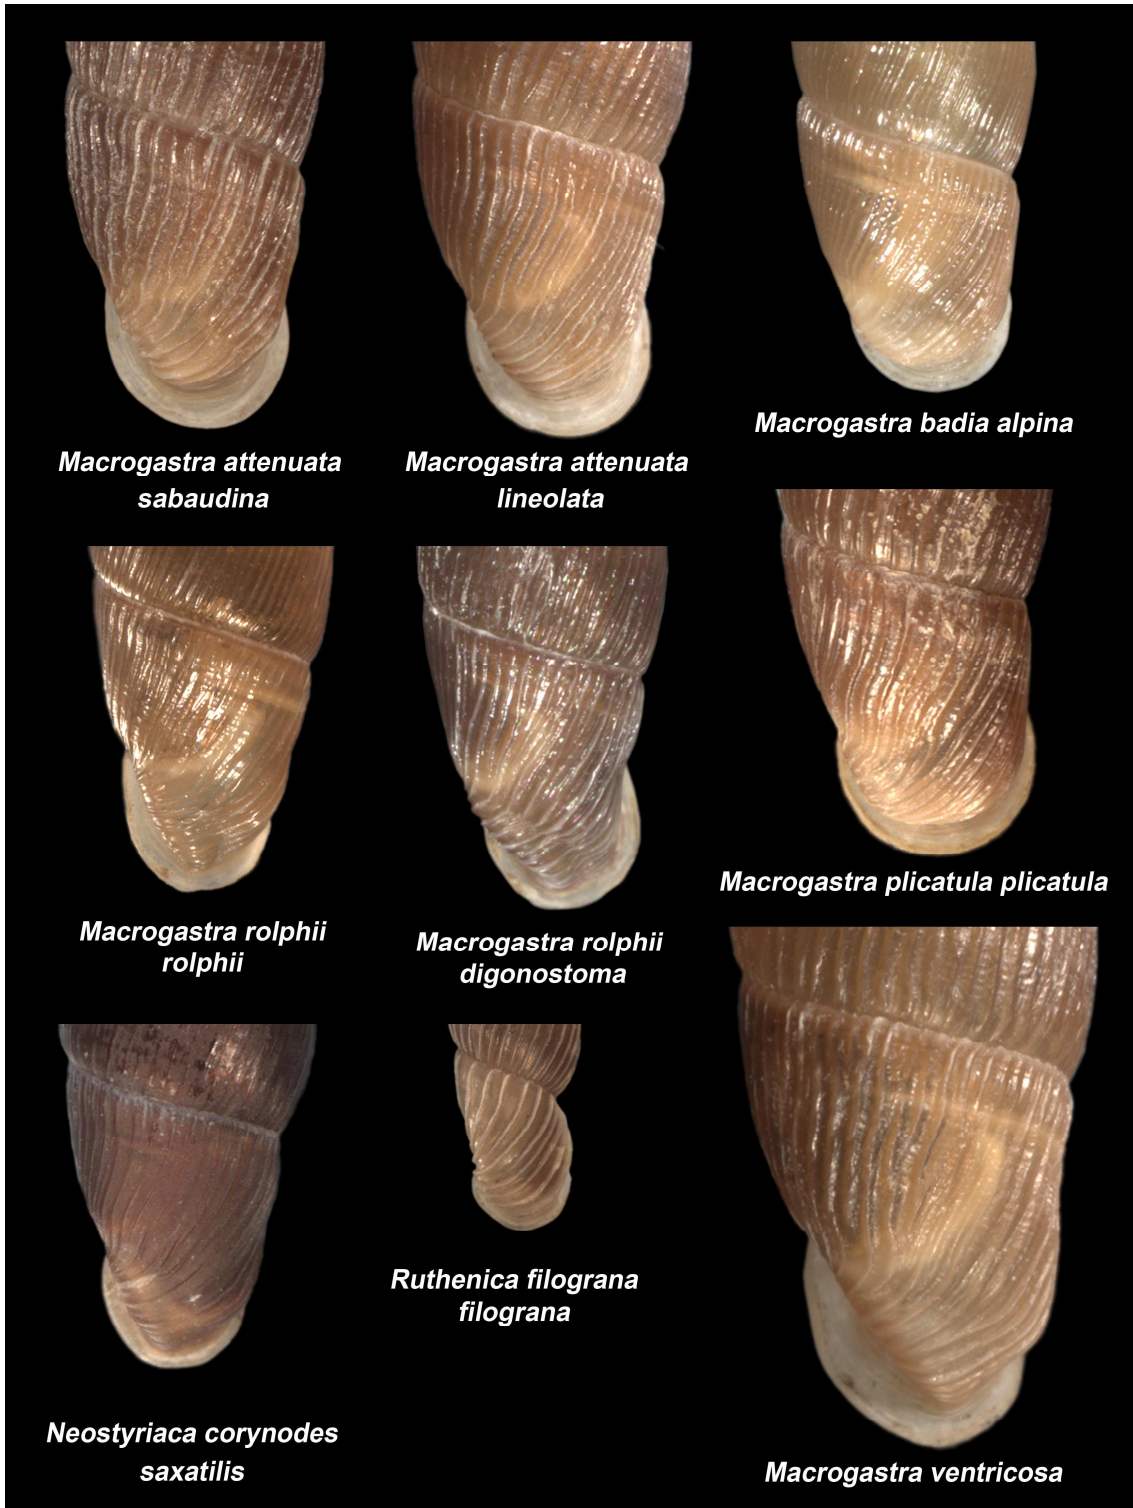 Macrogastra attenuata
sabaudina
Macrogastra attenuata
lineolata
Macrogastra badia alpina
Macrogastra rolphii
rolphii
Macrogastra rolphii
digonostoma
Macrogastra plicatula plicatula
Neostyriaca corynodes
saxatilis
Ruthenica filograna
filograna
Macrogastra ventricosa